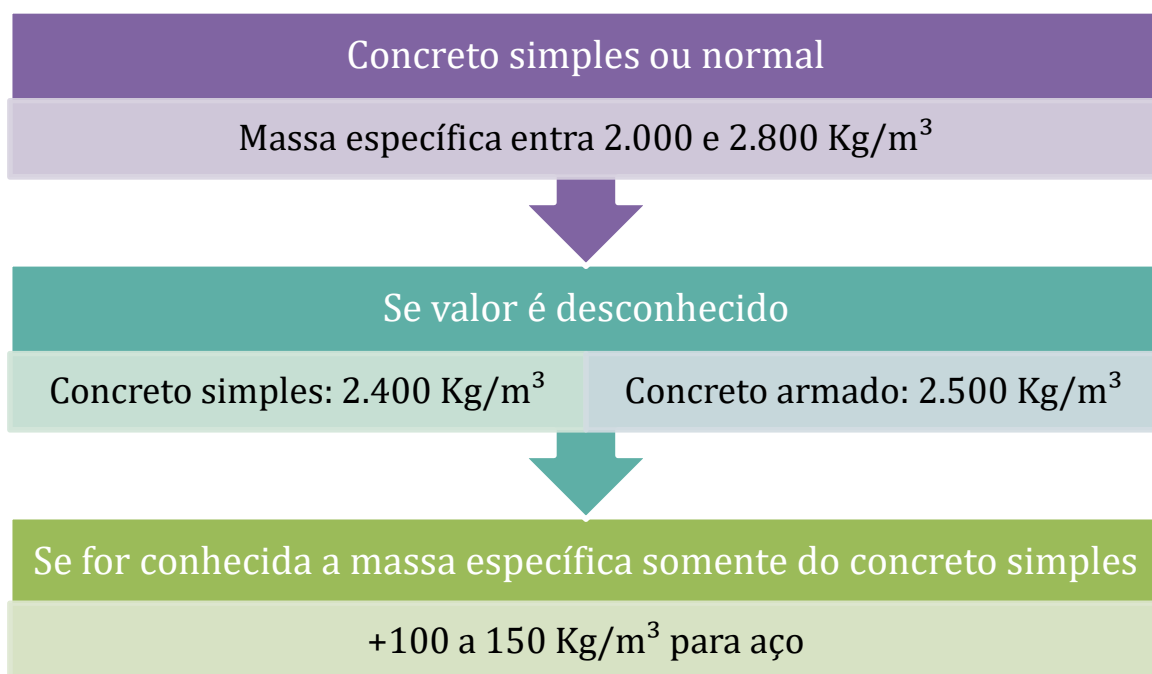 Concreto simples ou normal
Massa específica entra 2.000 e 2.800 Kg/m³
Se valor é desconhecido
Concreto simples: 2.400 Kg/m³
Concreto armado: 2.500 Kg/m³
Se for conhecida a massa específica somente do concreto simples
+100 a 150 Kg/m³ para aço